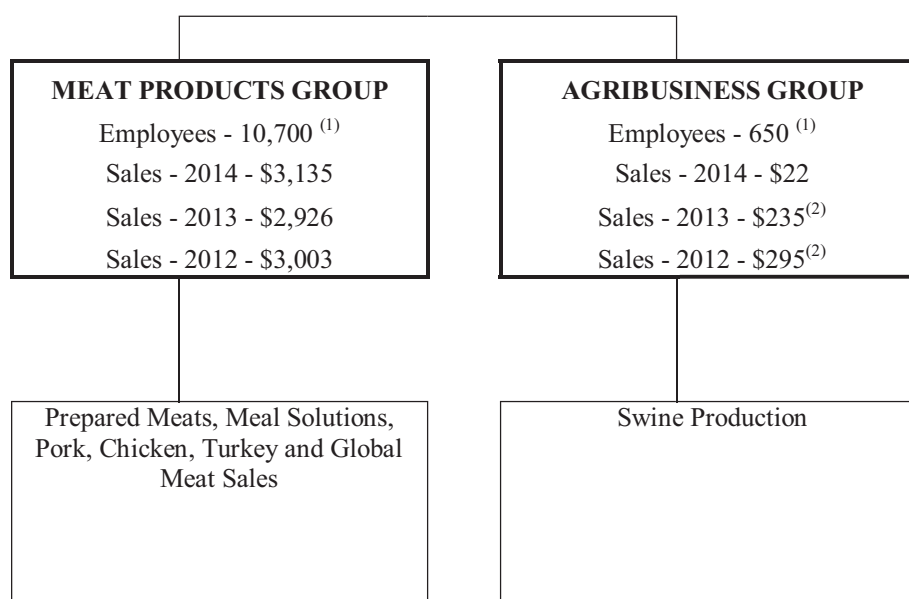 MEAT PRODUCTS GROUP
Employees - 10,700 (1)
Sales - 2014 - $3,135
Sales - 2013 - $2,926
Sales - 2012 - $3,003
AGRIBUSINESS GROUP
Employees - 650 (1)
Sales - 2014 - $22
Sales - 2013 - $235(2)
Sales - 2012 - $295(2)
Prepared Meats, Meal Solutions,
Pork, Chicken, Turkey and Global
Meat Sales
Swine Production